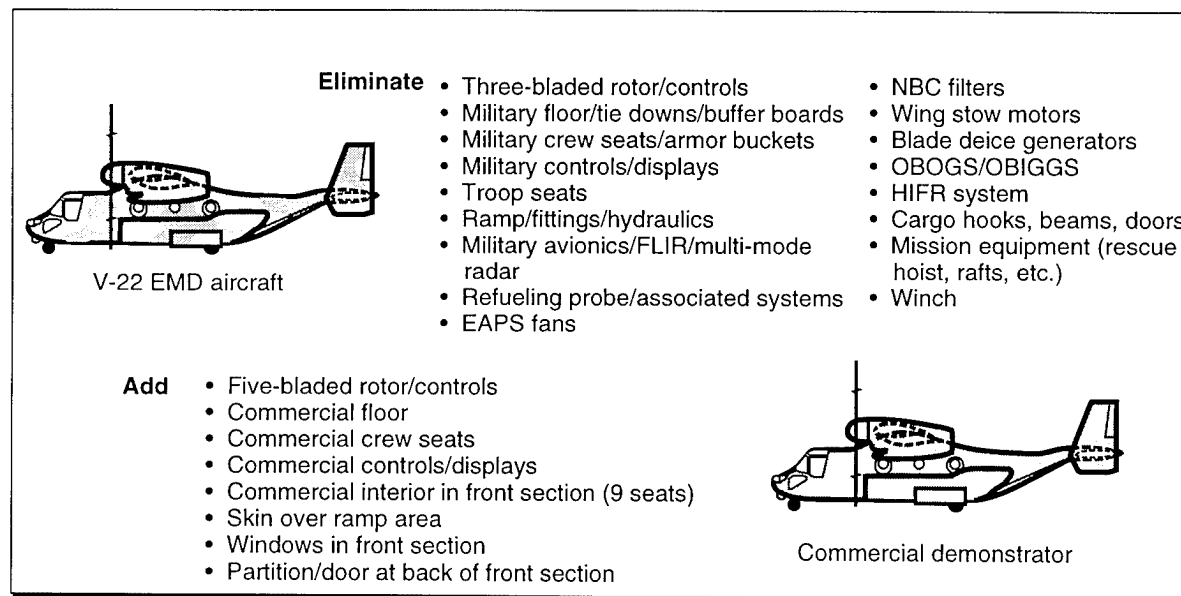 Eliminate
• Three-bladed rotor/controls
• Military floor/tie downs/buffer boards
• Military crew seats/armor buckets
• Military controls/displays
• Troop seats
• Ramp/fittings/hydraulics
• Military avionics/FLIR/multi-mode
radar
• Refueling probe/associated systems
• EAPS fans
• NBC filters
• Wing stow motors
• Blade deice generators
• OBOGS/OBIGGS
• HIFR system
• Cargo hooks, beams, doors
• Mission equipment (rescue
hoist, rafts, etc.)
• Winch
V-22 EMD aircraft
Add
• Five-bladed rotor/controls
• Commercial floor
• Commercial crew seats
• Commercial controls/displays
• Commercial interior in front section (9 seats)
• Skin over ramp area
• Windows in front section
• Partition/door at back of front section
Commercial demonstrator